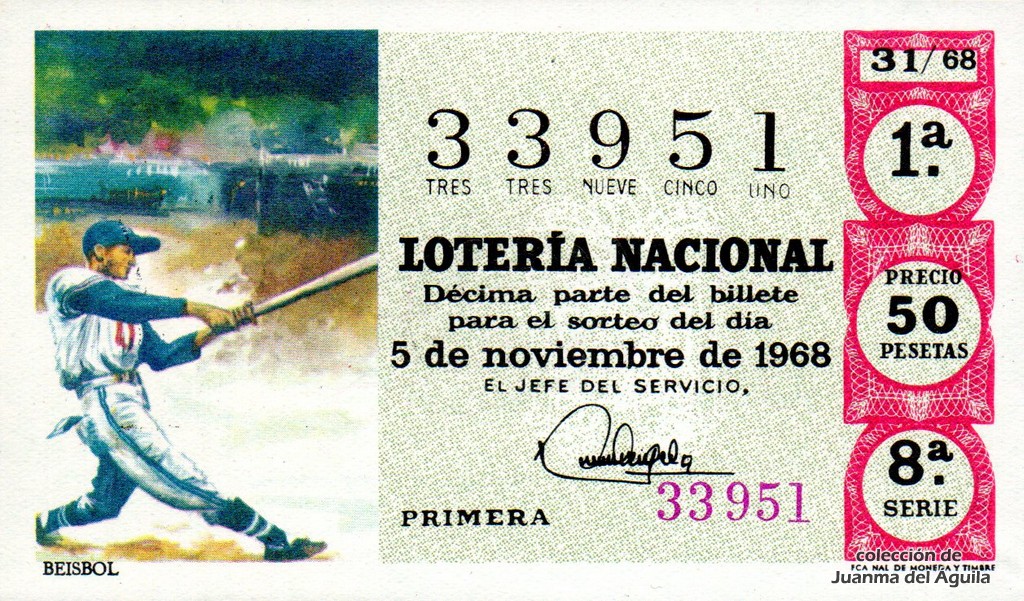 BEISBOL
33951
TRES TRES NUEVE CINCO UNO
LOTERÍA NACIONAL
Décima parte del billete
para el sorteo del día
5 de noviembre de 1968
EL JEFE DEL SERVICIO,
33951
PRIMERA
31/68
1ª.
PRECIO
50
PESETAS
8ª.
SERIE
FCA NAL DE MONEDA Y TIMBRE
colección de
Juanma del Aguila